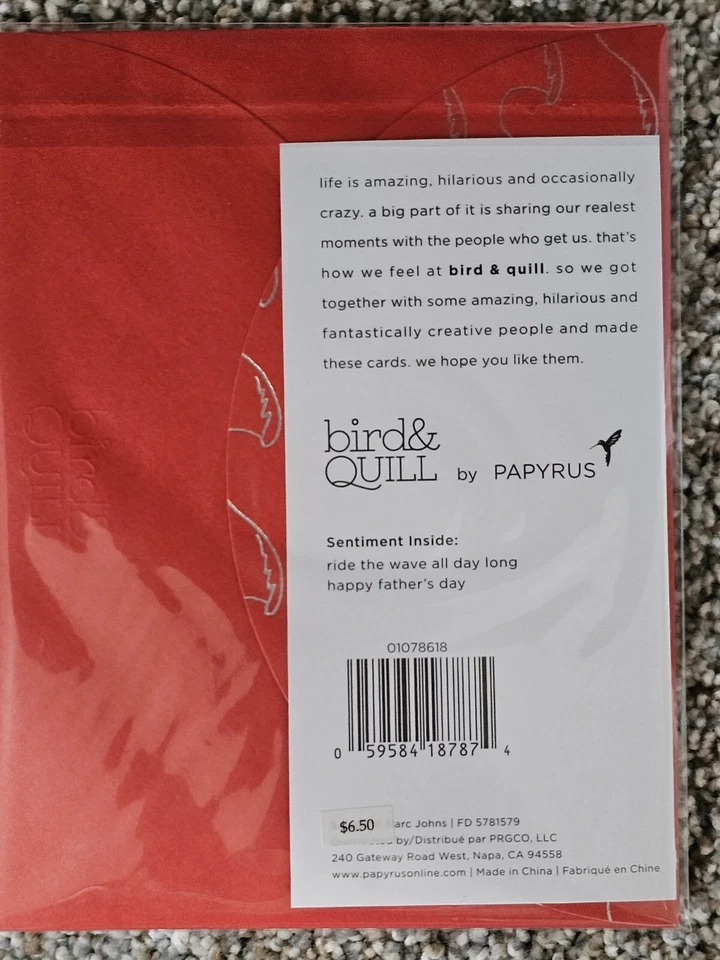 life is amazing, hilarious and occasionally
crazy. a big part of it is sharing our realest
moments with the people who get us. that's
how we feel at bird & quill. so we got
together with some amazing, hilarious and
fantastically creative people and made
these cards. we hope you like them.
bird&
QUILL by PAPYRUS
Sentiment Inside:
ride the wave all day long
happy father's day
01078618
0 59584 18787 4
$6.50
Marc Johns | FD 5781579
by/Distribué par PRGCO, LLC
240 Gateway Road West, Napa, CA 94558
www.papyrusonline.com | Made in China | Fabriqué en Chine
bird&
QUILL